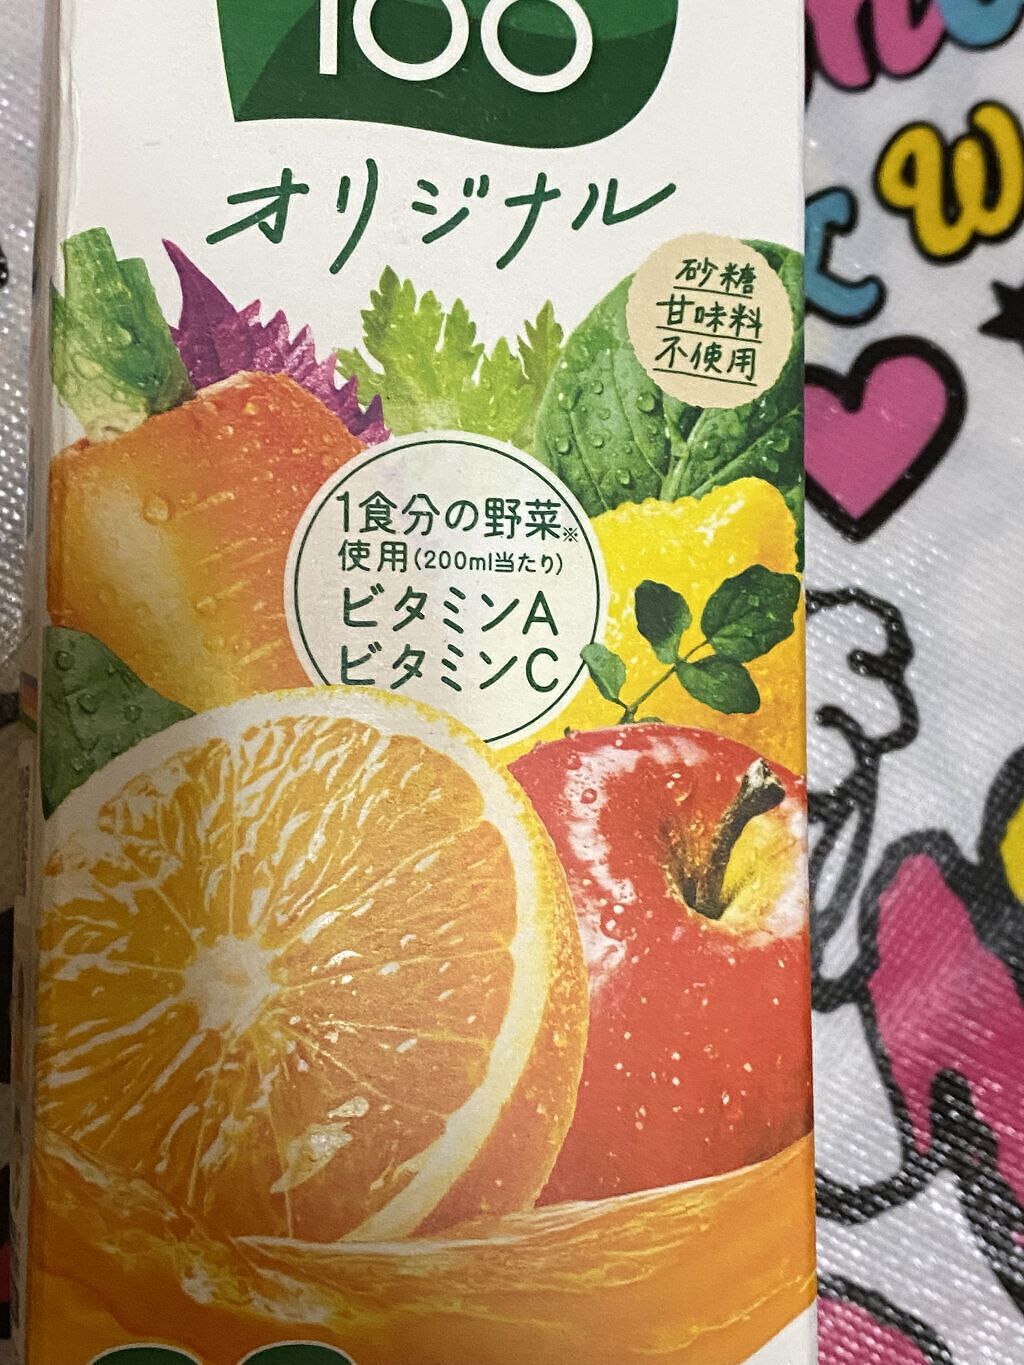 100
オリジナル
砂糖
甘味料
不使用
1食分の野菜※
使用(200ml当たり)
ビタミンA
ビタミンC